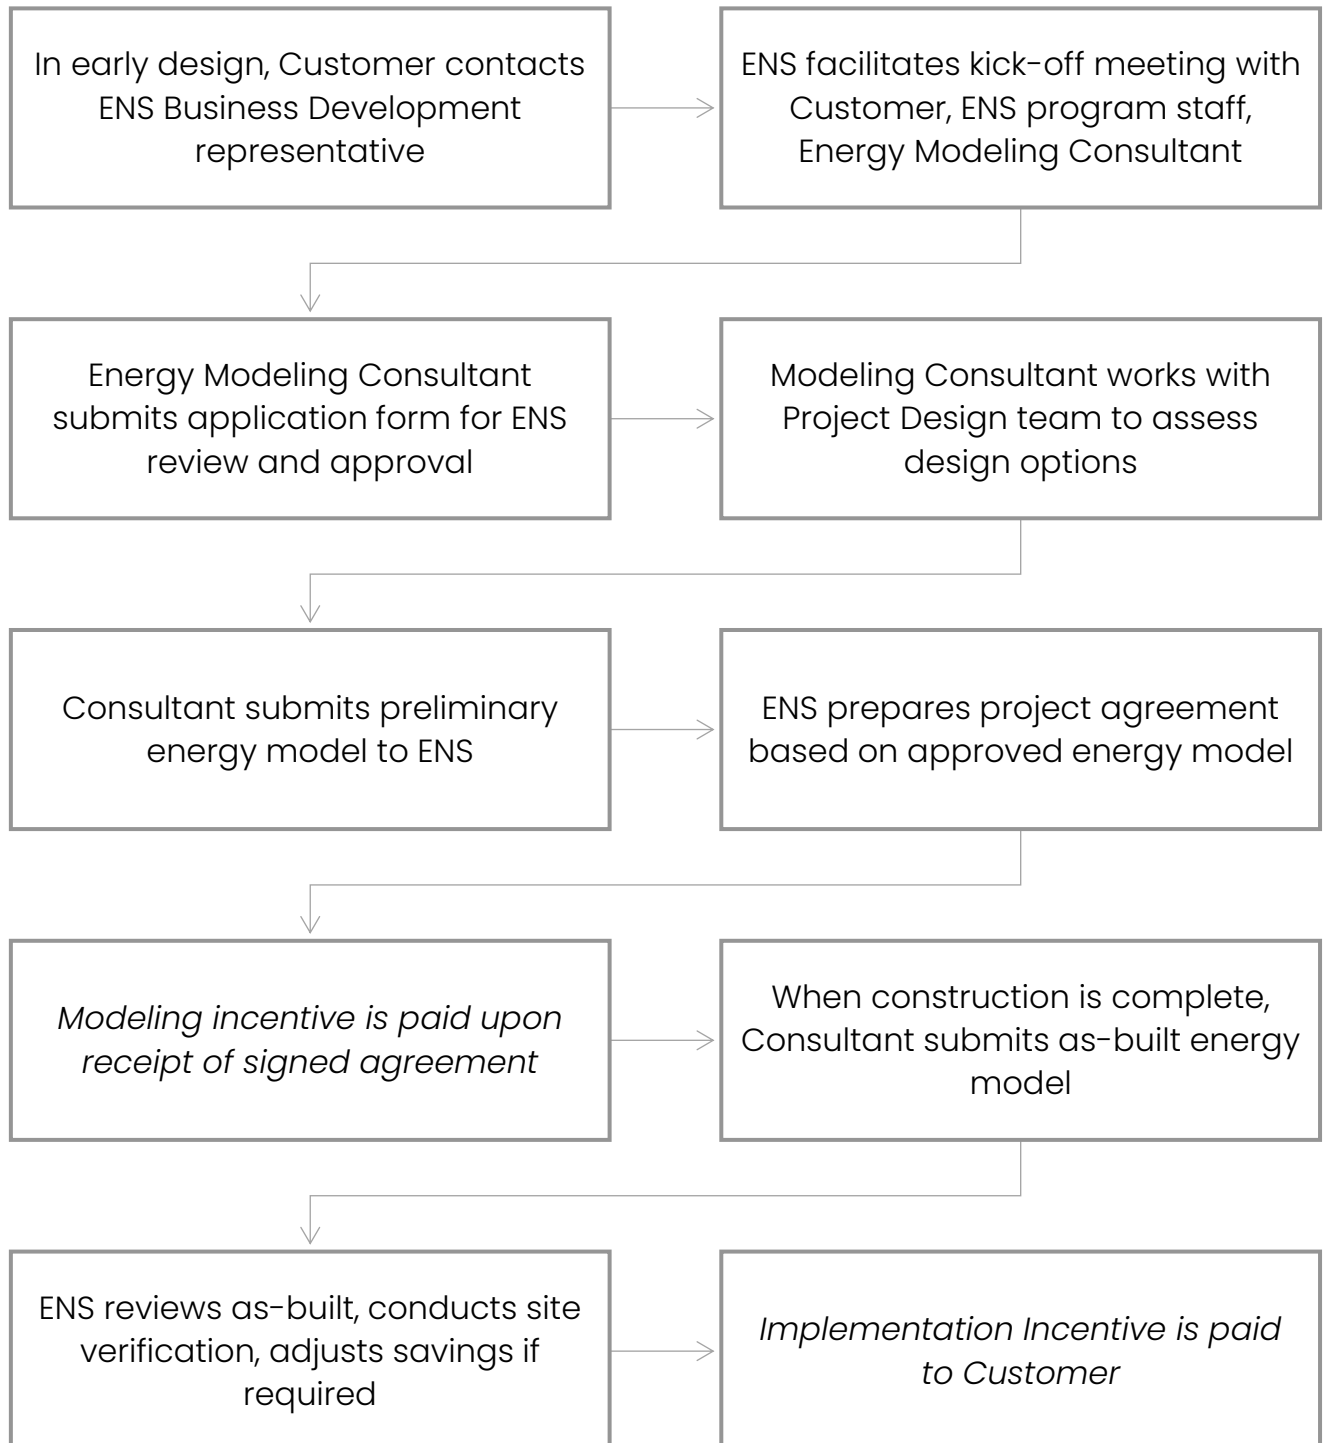 In early design, Customer contacts
ENS Business Development
representative
ENS facilitates kick-off meeting with
Customer, ENS program staff,
Energy Modeling Consultant
Energy Modeling Consultant
submits application form for ENS
review and approval
Modeling Consultant works with
Project Design team to assess
design options
Consultant submits preliminary
energy model to ENS
ENS prepares project agreement
based on approved energy model
Modeling incentive is paid upon
receipt of signed agreement
When construction is complete,
Consultant submits as-built energy
model
ENS reviews as-built, conducts site
verification, adjusts savings if
required
Implementation Incentive is paid
to Customer